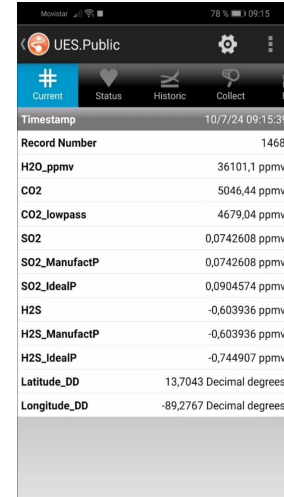 Movistar 78 % 09:15
UES.Public
Current Status Historic Collect
Timestamp 10/7/24 09:15:39
Record Number 1468
H2O_ppmv 36101,1 ppmv
CO2 5046,44 ppmv
CO2_lowpass 4679,04 ppmv
SO2 0,0742608 ppmv
SO2_ManufactP 0,0742608 ppmv
SO2_IdealP 0,0904574 ppmv
H2S -0,603936 ppmv
H2S_ManufactP -0,603936 ppmv
H2S_IdealP -0,744907 ppmv
Latitude_DD 13,7043 Decimal degrees
Longitude_DD -89,2767 Decimal degrees